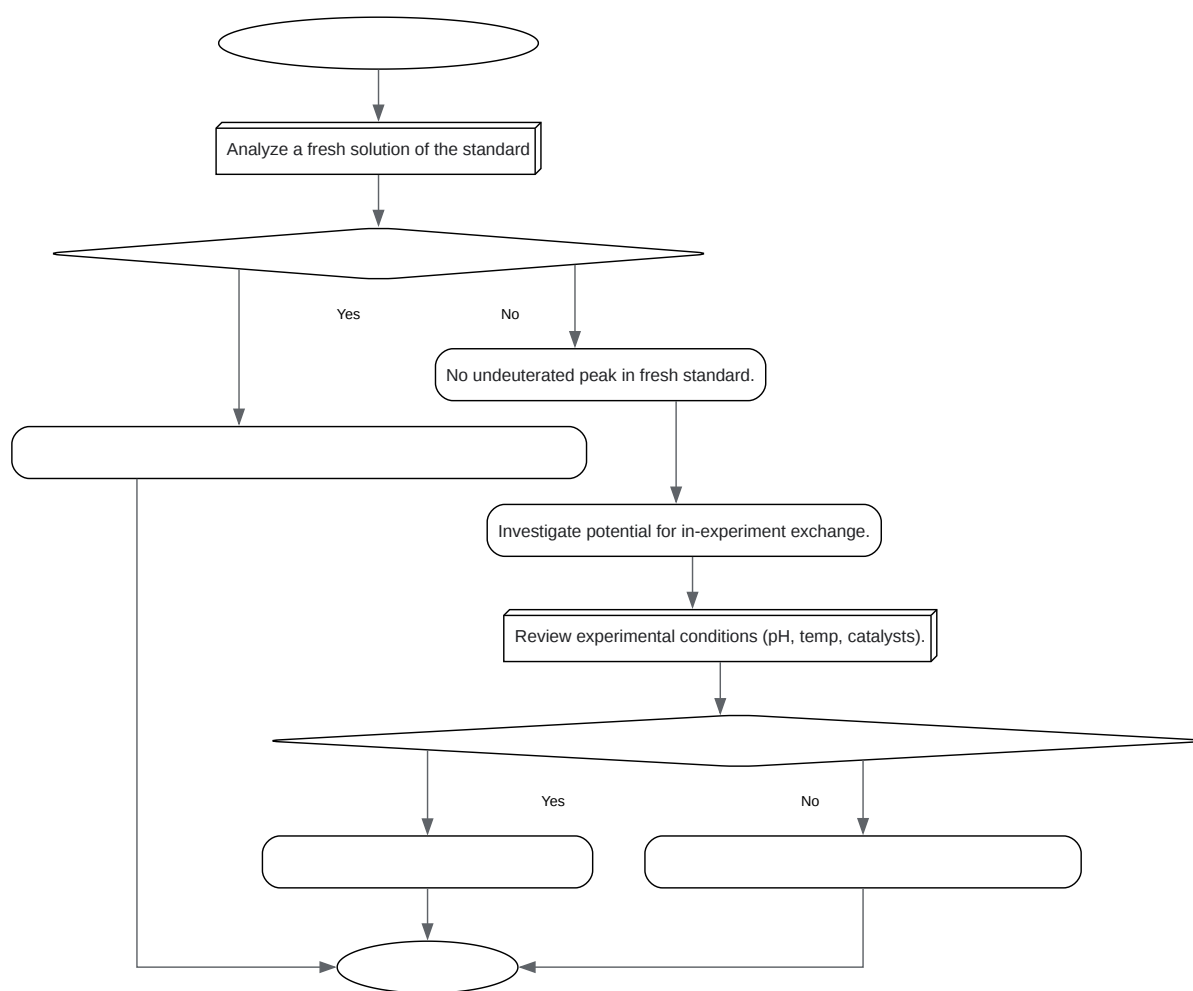 Analyze a fresh solution of the standard
Yes
No
No undeuterated peak in fresh standard.
Investigate potential for in-experiment exchange.
Review experimental conditions (pH, temp, catalysts).
Yes
No